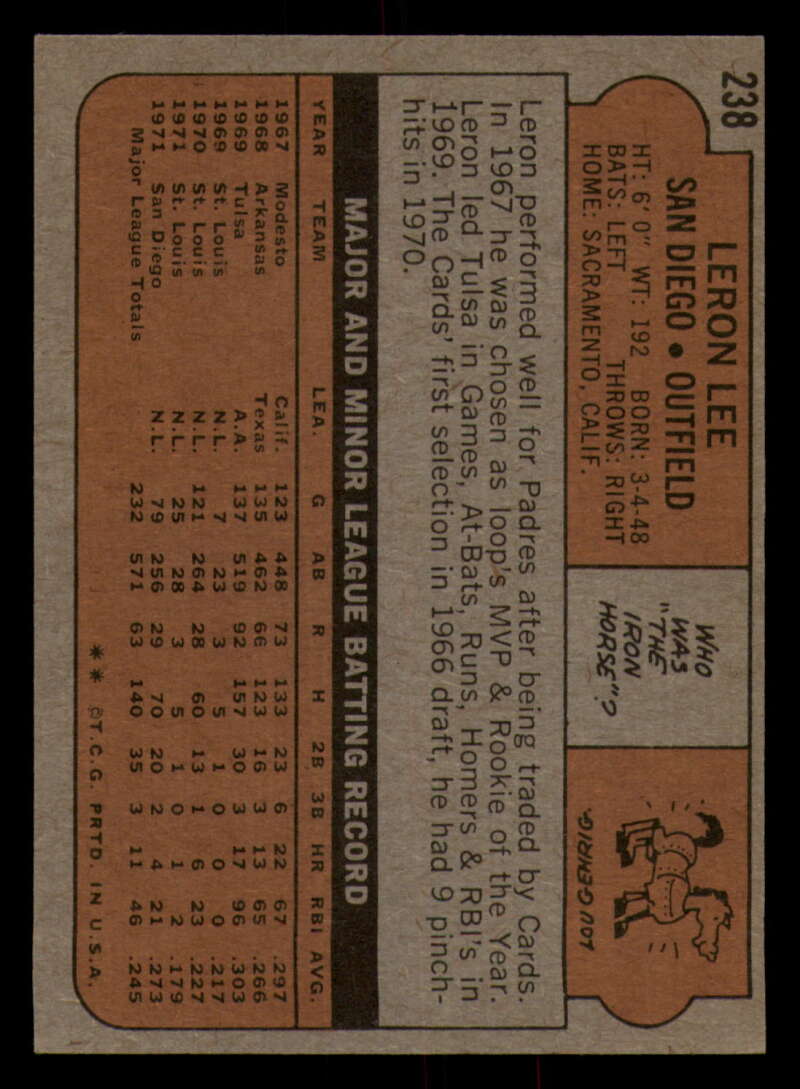 238
LERON LEE
SAN DIEGO • OUTFIELD
HT: 6'0" WT: 192 BORN: 3-4-48
BATS: LEFT THROWS: RIGHT
HOME: SACRAMENTO, CALIF.
WHO
WAS
"THE
IRON
HORSE"?
LOU GEHRIG
Leron performed well for Padres after being traded by Cards.
In 1967 he was chosen as loop's MVP & Rookie of the Year.
Leron led Tulsa in Games, At-Bats, Runs, Homers & RBI's in
1969. The Cards' first selection in 1966 draft, he had 9 pinch-
hits in 1970.
MAJOR AND MINOR LEAGUE BATTING RECORD
YEAR TEAM LEA. G AB R H 2B 3B HR RBI AVG.
1967 Modesto Calif. 123 448 73 133 23 6 22 67 .297
1968 Arkansas Texas 135 462 66 123 16 3 13 65 .266
1969 Tulsa A.A. 137 519 92 157 30 3 17 96 .303
1969 St. Louis N.L. 7 23 3 5 1 0 0 0 .217
1970 St. Louis N.L. 121 264 28 60 13 1 6 23 .227
1971 St. Louis N.L. 25 28 3 5 1 0 1 2 .179
1971 San Diego N.L. 79 256 29 70 20 2 4 21 .273
Major League Totals 232 571 63 140 35 3 11 46 .245
** ©T.C.G. PRTD. IN U.S.A.